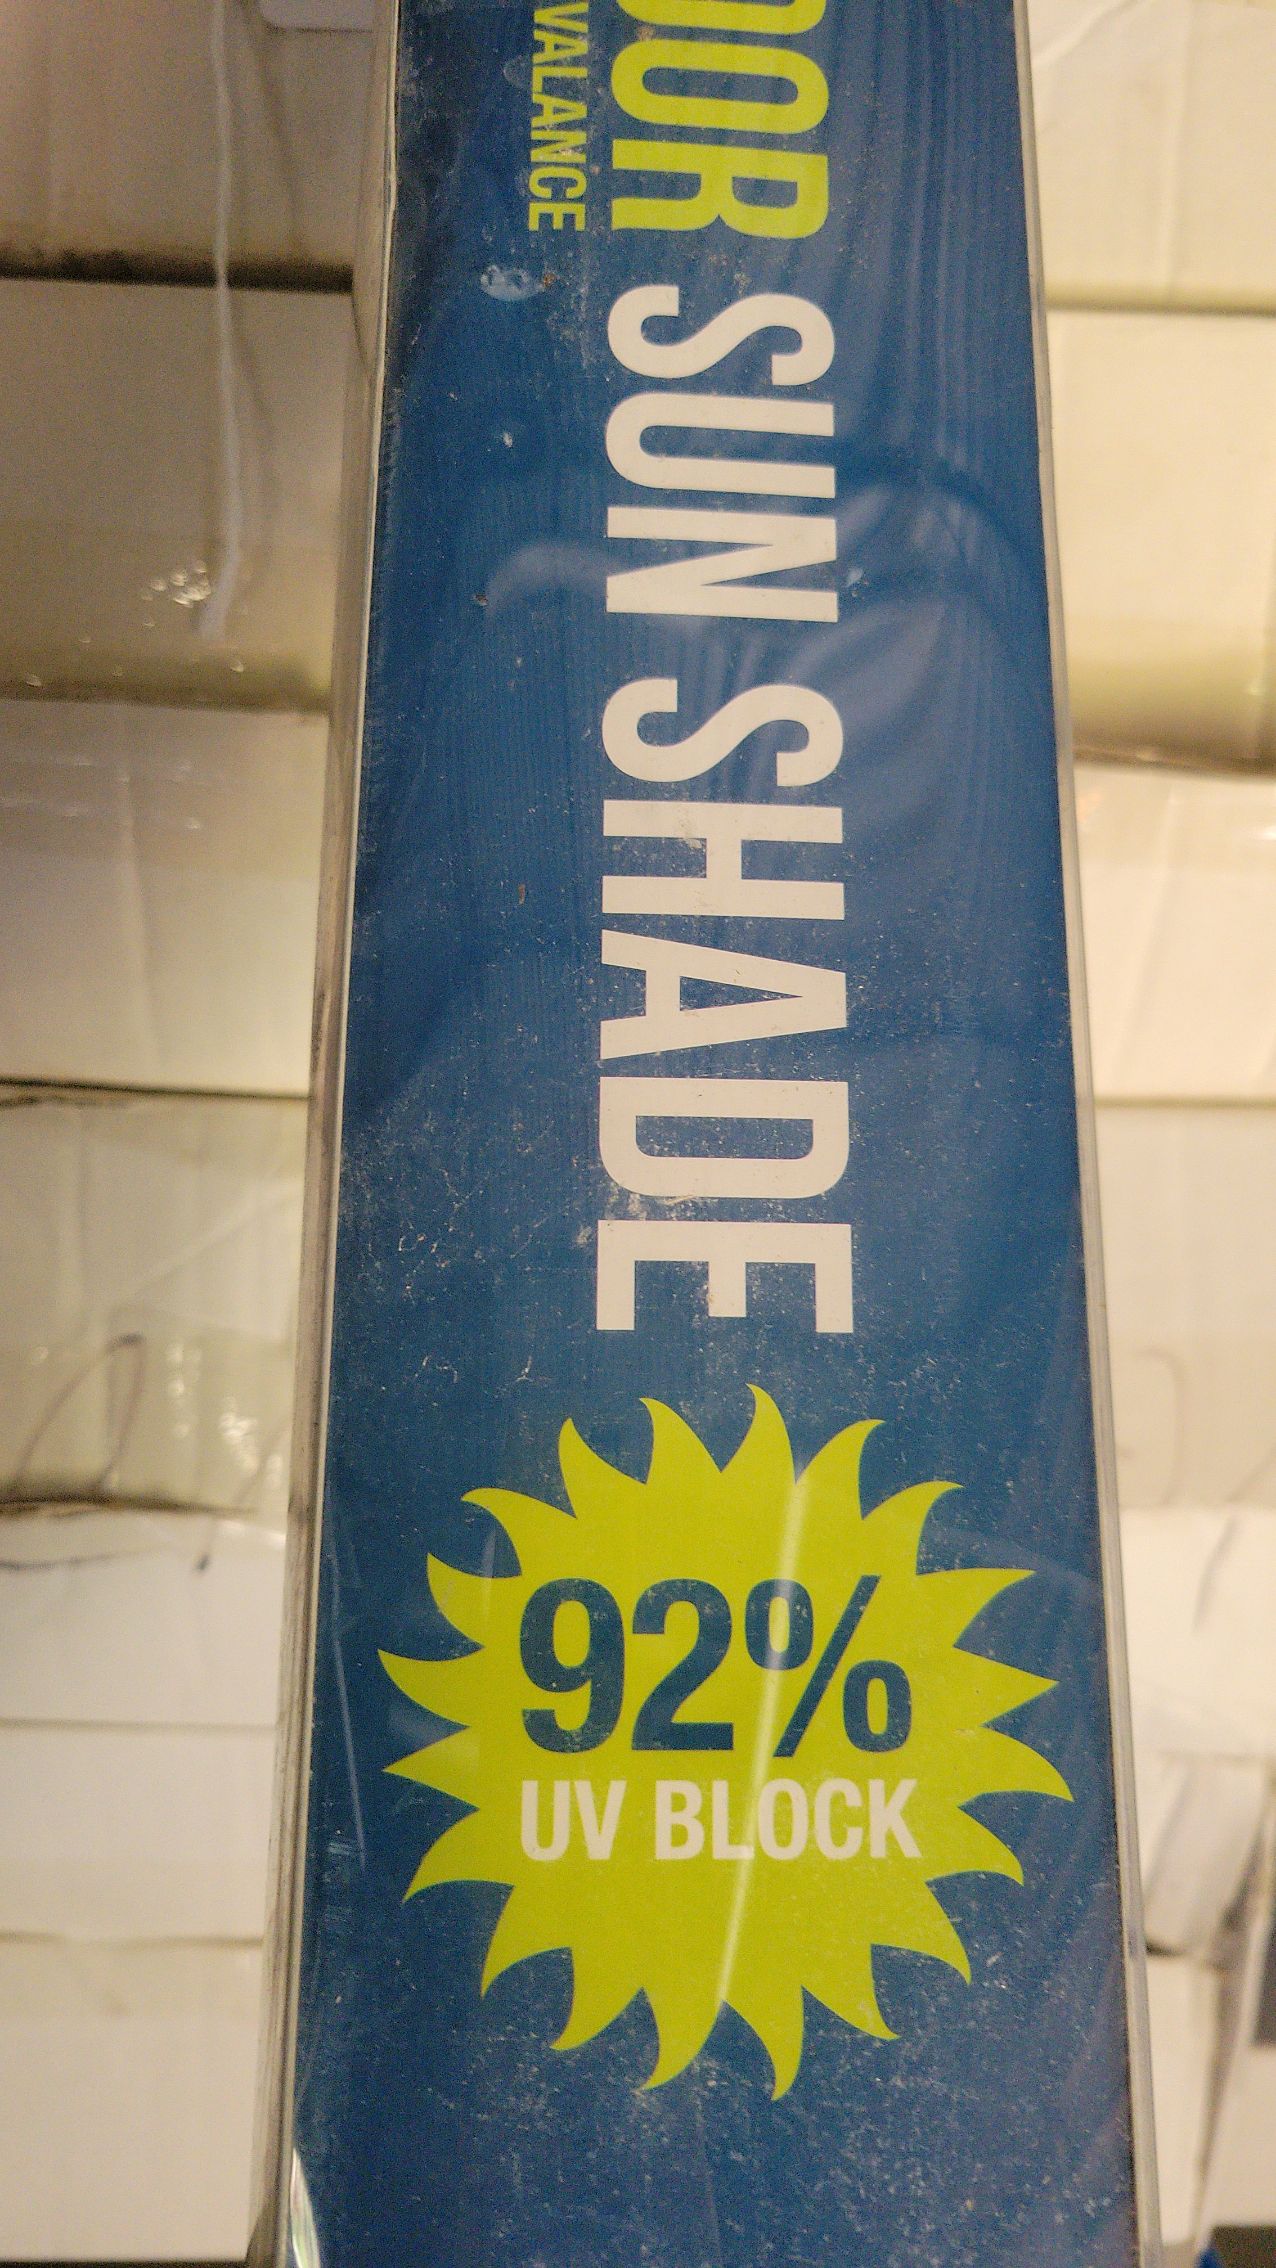 OOR SUN SHADE
VALANCE
92%
UV BLOCK